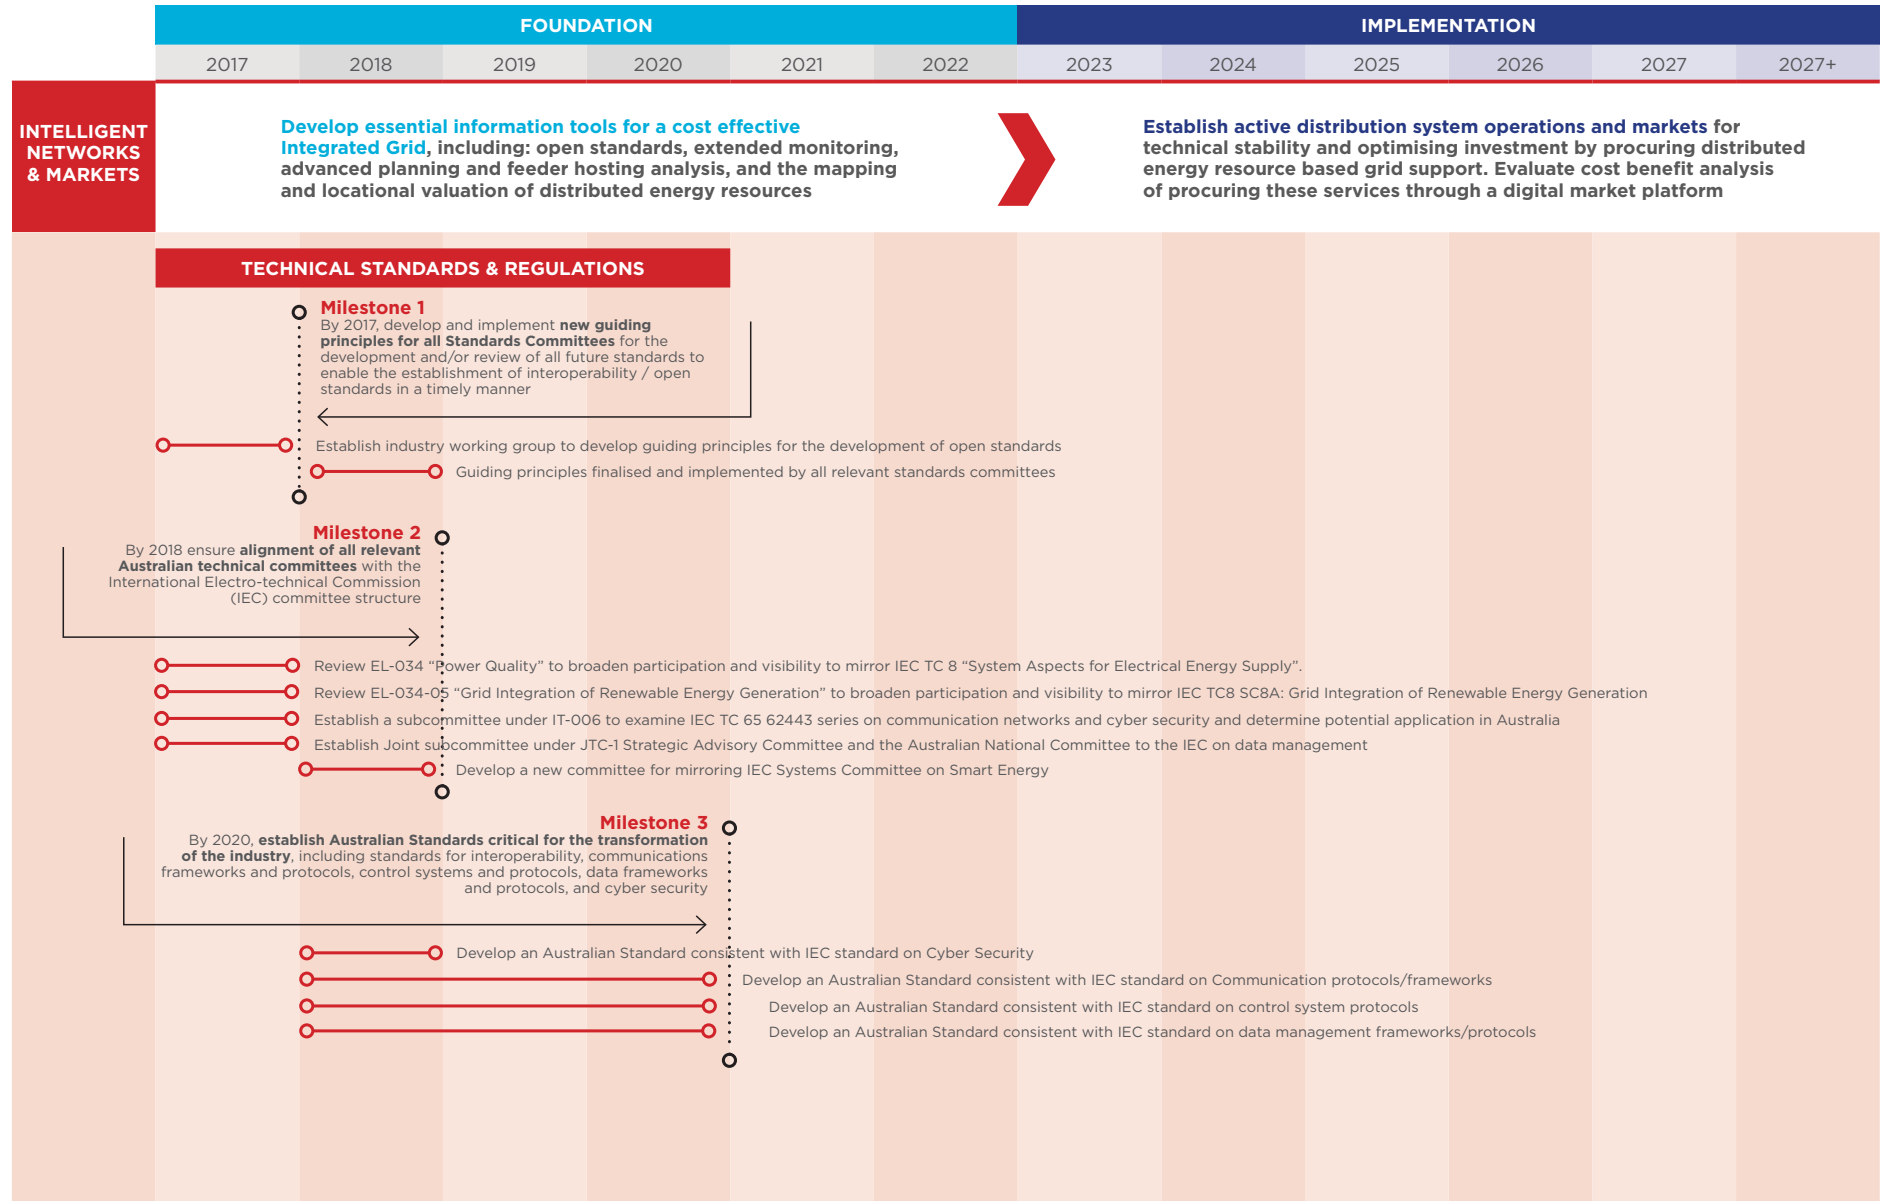 FOUNDATION
IMPLEMENTATION
2017
2018
2019
2020
2021
2022
2023
2024
2025
2026
2027
2027+
INTELLIGENT
NETWORKS
& MARKETS
Develop essential information tools for a cost effective
Integrated Grid, including: open standards, extended monitoring,
advanced planning and feeder hosting analysis, and the mapping
and locational valuation of distributed energy resources
Establish active distribution system operations and markets for
technical stability and optimising investment by procuring distributed
energy resource based grid support. Evaluate cost benefit analysis
of procuring these services through a digital market platform
TECHNICAL STANDARDS & REGULATIONS
Milestone 1
By 2017, develop and implement new guiding
principles for all Standards Committees for the
development and/or review of all future standards to
enable the establishment of interoperability / open
standards in a timely manner
Establish industry working group to develop guiding principles for the development of open standards
Guiding principles finalised and implemented by all relevant standards committees
Milestone 2
By 2018 ensure alignment of all relevant
Australian technical committees with the
International Electro-technical Commission
(IEC) committee structure
Review EL-034 “Power Quality” to broaden participation and visibility to mirror IEC TC 8 “System Aspects for Electrical Energy Supply”.
Review EL-034-05 “Grid Integration of Renewable Energy Generation” to broaden participation and visibility to mirror IEC TC8 SC8A: Grid Integration of Renewable Energy Generation
Establish a subcommittee under IT-006 to examine IEC TC 65 62443 series on communication networks and cyber security and determine potential application in Australia
Establish Joint subcommittee under JTC-1 Strategic Advisory Committee and the Australian National Committee to the IEC on data management
Develop a new committee for mirroring IEC Systems Committee on Smart Energy
Milestone 3
By 2020, establish Australian Standards critical for the transformation
of the industry, including standards for interoperability, communications
frameworks and protocols, control systems and protocols, data frameworks
and protocols, and cyber security
Develop an Australian Standard consistent with IEC standard on Cyber Security
Develop an Australian Standard consistent with IEC standard on Communication protocols/frameworks
Develop an Australian Standard consistent with IEC standard on control system protocols
Develop an Australian Standard consistent with IEC standard on data management frameworks/protocols